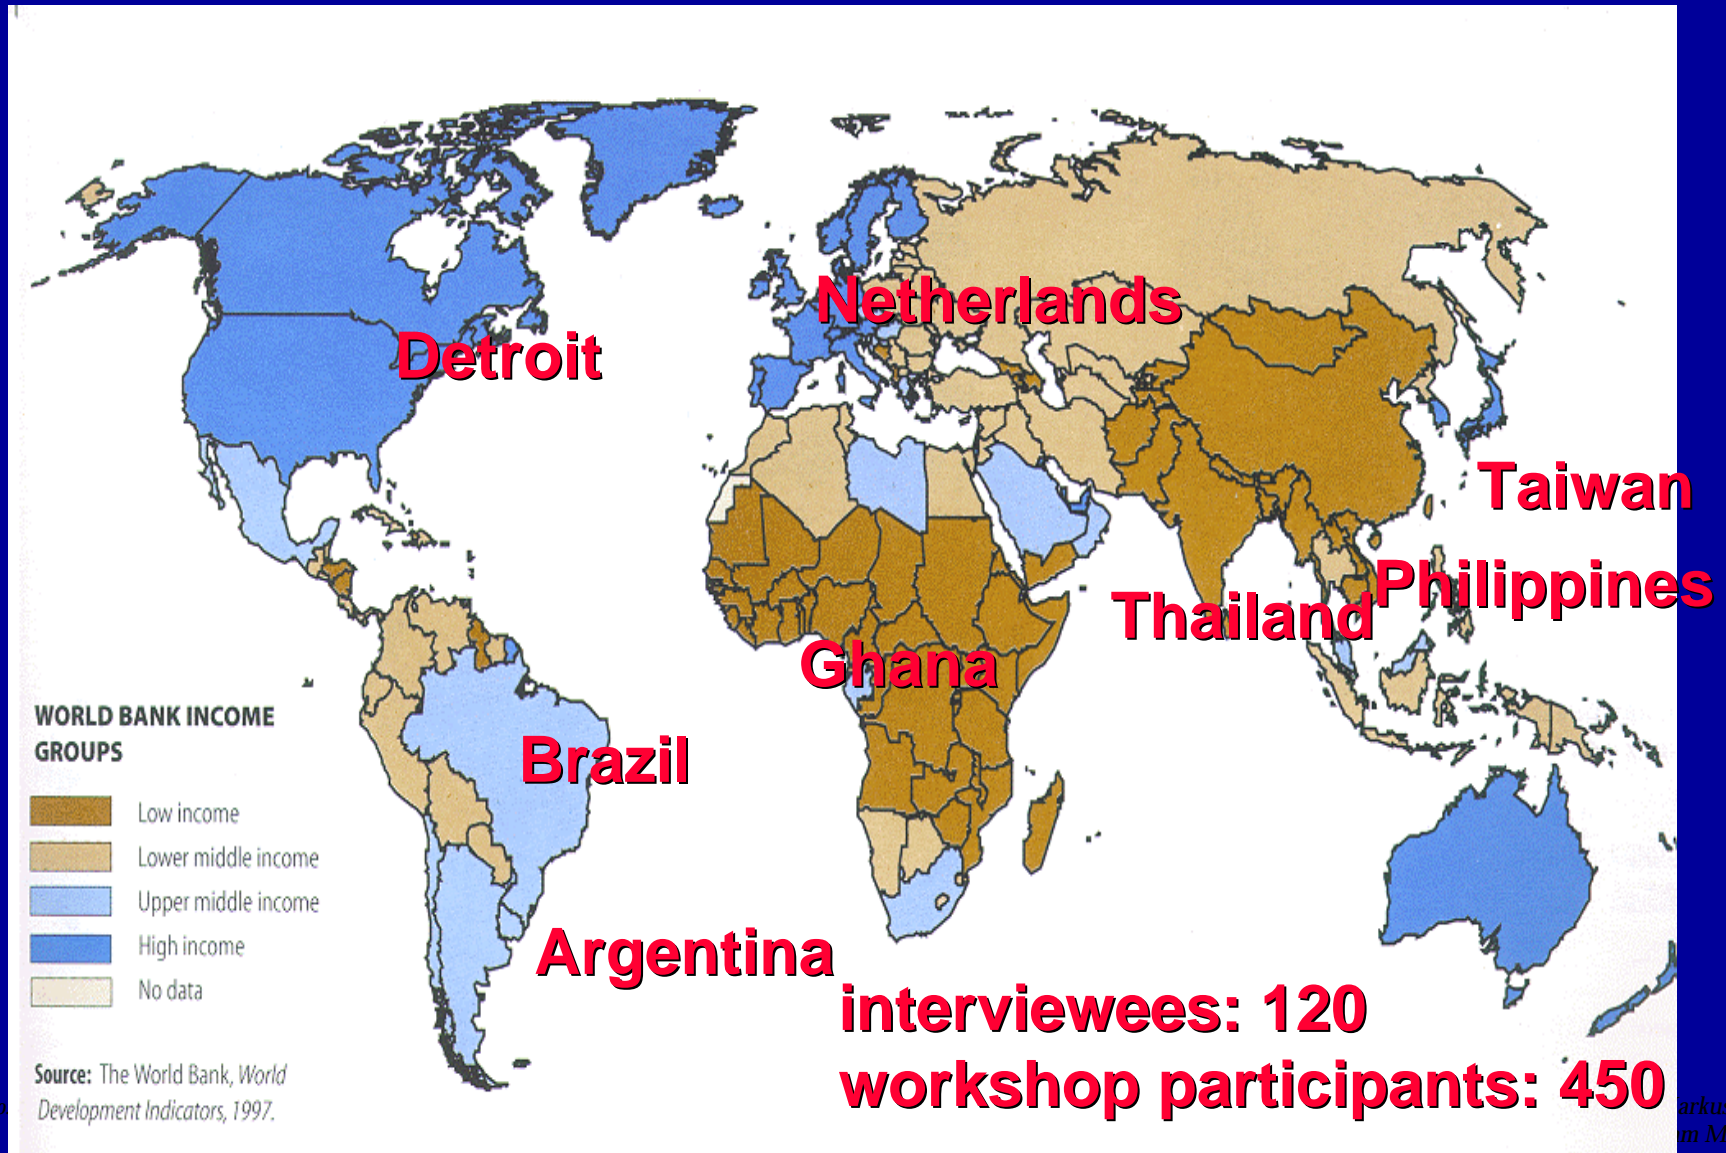 Netherlands
Detroit
Taiwan
Philippines
Thailand
Ghana
Brazil
Argentina
WORLD BANK INCOME
GROUPS
Low income
Lower middle income
Upper middle income
High income
No data
Source: The World Bank, World
Development Indicators, 1997.
interviewees: 120
workshop participants: 450